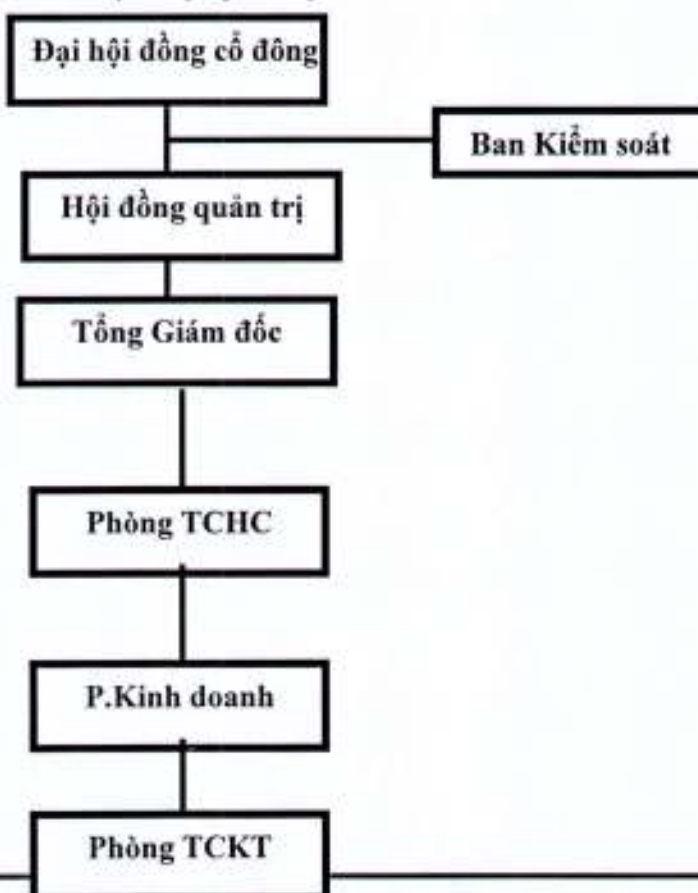 Đại hội đồng cổ đông
Ban Kiểm soát
Hội đồng quản trị
Tổng Giám đốc
Phòng TCHC
P.Kinh doanh
Phòng TCKT